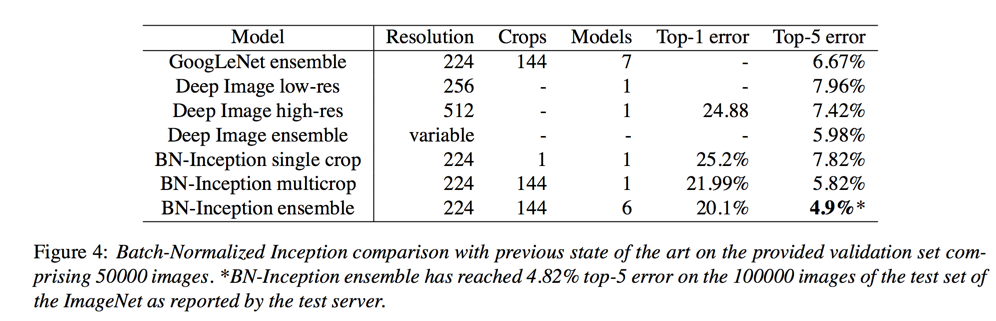 Model Resolution Crops Models Top-1 error Top-5 error
GoogLeNet ensemble 224 144 7 - 6.67%
Deep Image low-res 256 - 1 - 7.96%
Deep Image high-res 512 - 1 24.88 7.42%
Deep Image ensemble variable - - - 5.98%
BN-Inception single crop 224 1 1 25.2% 7.82%
BN-Inception multicrop 224 144 1 21.99% 5.82%
BN-Inception ensemble 224 144 6 20.1% 4.9%*
Figure 4: Batch-Normalized Inception comparison with previous state of the art on the provided validation set com-
prising 50000 images. *BN-Inception ensemble has reached 4.82% top-5 error on the 100000 images of the test set of
the ImageNet as reported by the test server.